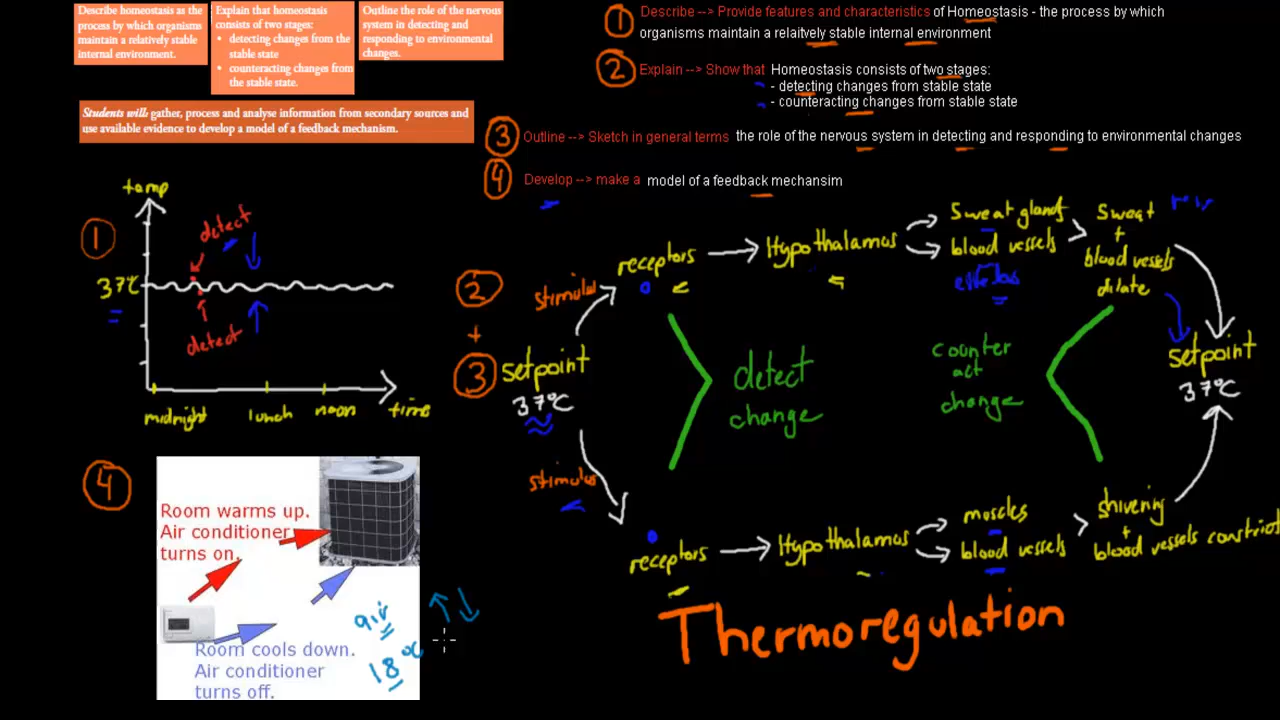 Describe homeostasis as the
process by which organisms
maintain a relatively stable
internal environment.
Explain that homeostasis
consists of two stages:
• detecting changes from the
stable state
• counteracting changes from
the stable state.
Outline the role of the nervous
system in detecting and
responding to environmental
changes.
Students will: gather, process and analyse information from secondary sources and
use available evidence to develop a model of a feedback mechanism.
1 Describe --> Provide features and characteristics of Homeostasis - the process by which
organisms maintain a relaitvely stable internal environment
2 Explain --> Show that Homeostasis consists of two stages:
- detecting changes from stable state
- counteracting changes from stable state
3 Outline --> Sketch in general terms the role of the nervous system in detecting and responding to environmental changes
4 Develop --> make a model of a feedback mechansim
1
temp
detect
37°C
detect
midnight lunch noon time
2
+
3
setpoint
37°C
stimulus
receptors
Hypothalamus
Sweat glands
blood vessels
effectors
Sweat
+
blood vessels
dilate
detect
change
counter
act
change
setpoint
37°C
stimulus
receptors
Hypothalamus
muscles
blood vessels
shivering
+
blood vessels constrict
Thermoregulation
4
Room warms up.
Air conditioner
turns on.
Room cools down.
Air conditioner
turns off.
air
18°C